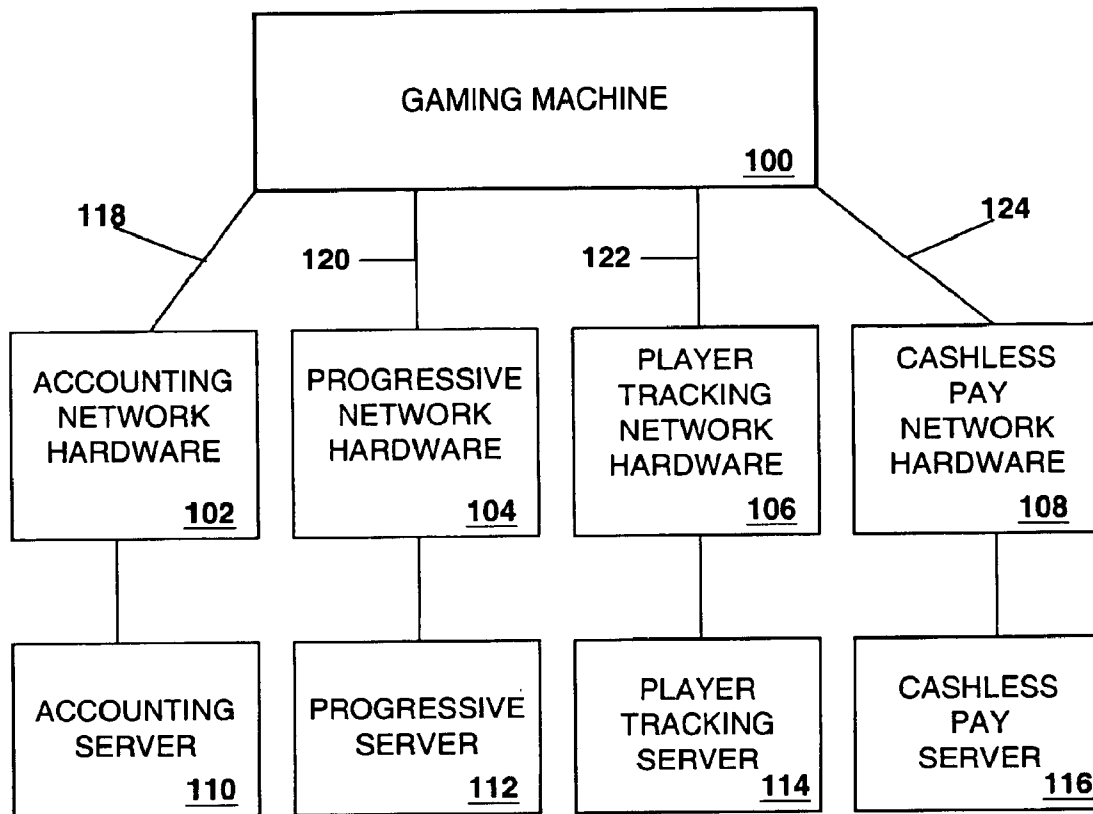 GAMING MACHINE
100
118
120
122
124
ACCOUNTING
NETWORK
HARDWARE
102
PROGRESSIVE
NETWORK
HARDWARE
104
PLAYER
TRACKING
NETWORK
HARDWARE
106
CASHLESS
PAY
NETWORK
HARDWARE
108
ACCOUNTING
SERVER
110
PROGRESSIVE
SERVER
112
PLAYER
TRACKING
SERVER
114
CASHLESS
PAY
SERVER
116